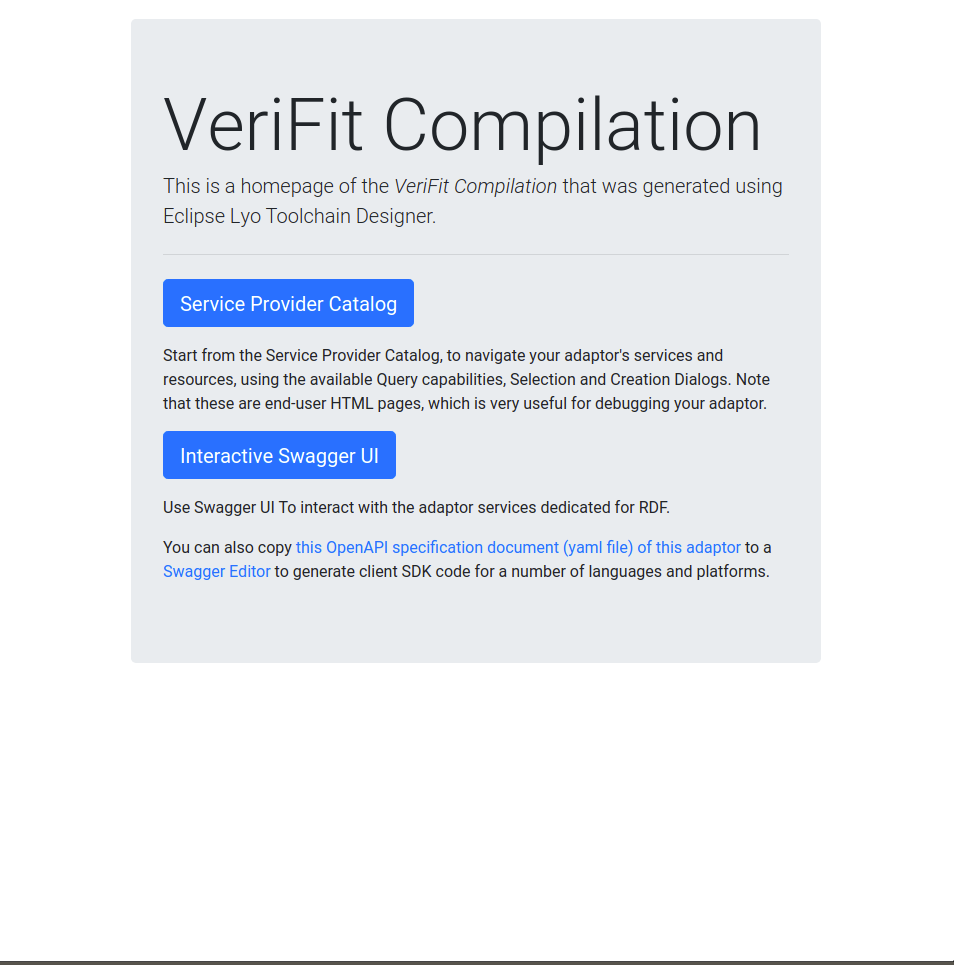 VeriFit Compilation
This is a homepage of the VeriFit Compilation that was generated using
Eclipse Lyo Toolchain Designer.
Service Provider Catalog
Start from the Service Provider Catalog, to navigate your adaptor's services and
resources, using the available Query capabilities, Selection and Creation Dialogs. Note
that these are end-user HTML pages, which is very useful for debugging your adaptor.
Interactive Swagger UI
Use Swagger UI To interact with the adaptor services dedicated for RDF.
You can also copy this OpenAPI specification document (yaml file) of this adaptor to a
Swagger Editor to generate client SDK code for a number of languages and platforms.